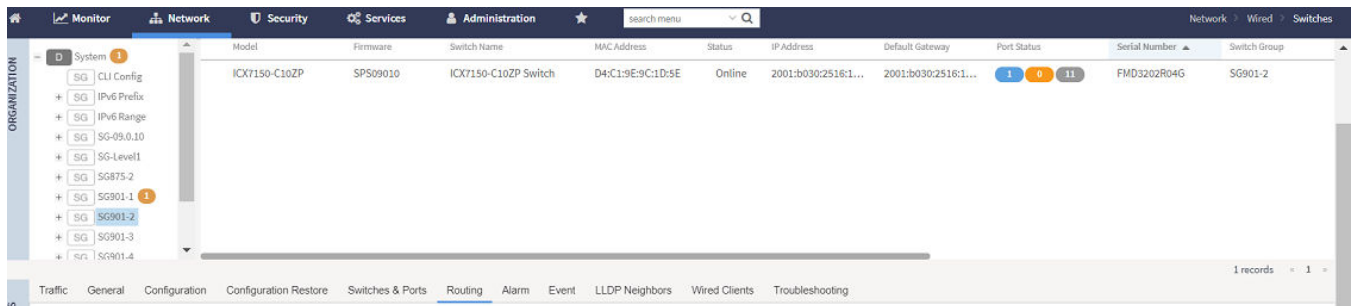 Monitor Network Security Services Administration search menu Network > Wired > Switches
ORGANIZATION
D System 1
SG CLI Config
SG IPv6 Prefix
SG IPv6 Range
SG SG-09.0.10
SG SG-Level1
SG SG875-2
SG SG901-1 1
SG SG901-2
SG SG901-3
SG SG901-4
Model Firmware Switch Name MAC Address Status IP Address Default Gateway Port Status Serial Number Switch Group
ICX7150-C10ZP SPS09010 ICX7150-C10ZP Switch D4:C1:9E:9C:1D:5E Online 2001:b030:2516:1... 2001:b030:2516:1... 1 0 11 FMD3202R04G SG901-2
1 records « 1 »
Traffic General Configuration Configuration Restore Switches & Ports Routing Alarm Event LLDP Neighbors Wired Clients Troubleshooting